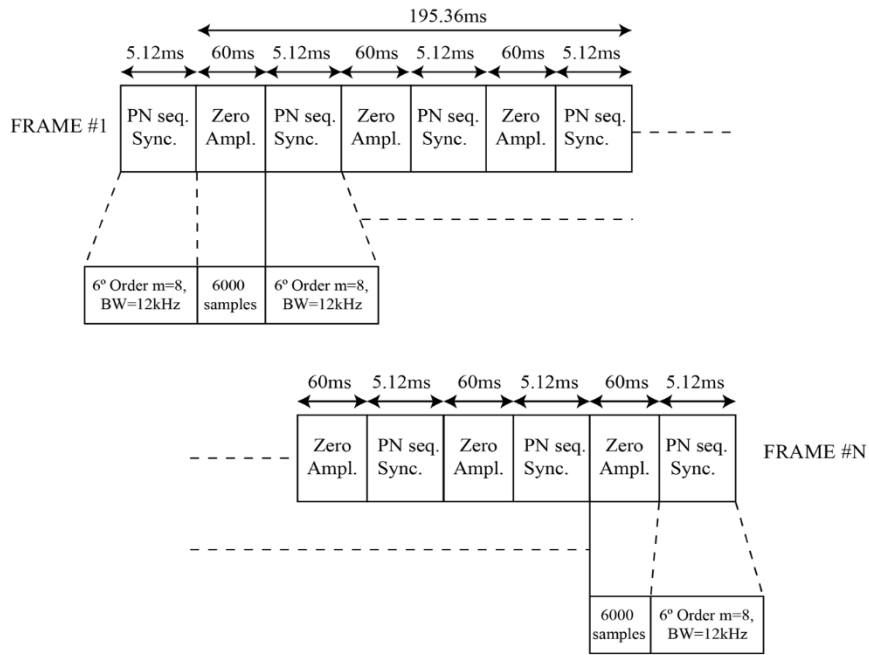 195.36ms
5.12ms 60ms 5.12ms 60ms 5.12ms 60ms 5.12ms
FRAME #1
PN seq.
Sync.
Zero
Ampl.
PN seq.
Sync.
Zero
Ampl.
PN seq.
Sync.
Zero
Ampl.
PN seq.
Sync.
6º Order m=8,
BW=12kHz
6000
samples
6º Order m=8,
BW=12kHz
60ms 5.12ms 60ms 5.12ms 60ms 5.12ms
Zero
Ampl.
PN seq.
Sync.
Zero
Ampl.
PN seq.
Sync.
Zero
Ampl.
PN seq.
Sync.
FRAME #N
6000
samples
6º Order m=8,
BW=12kHz